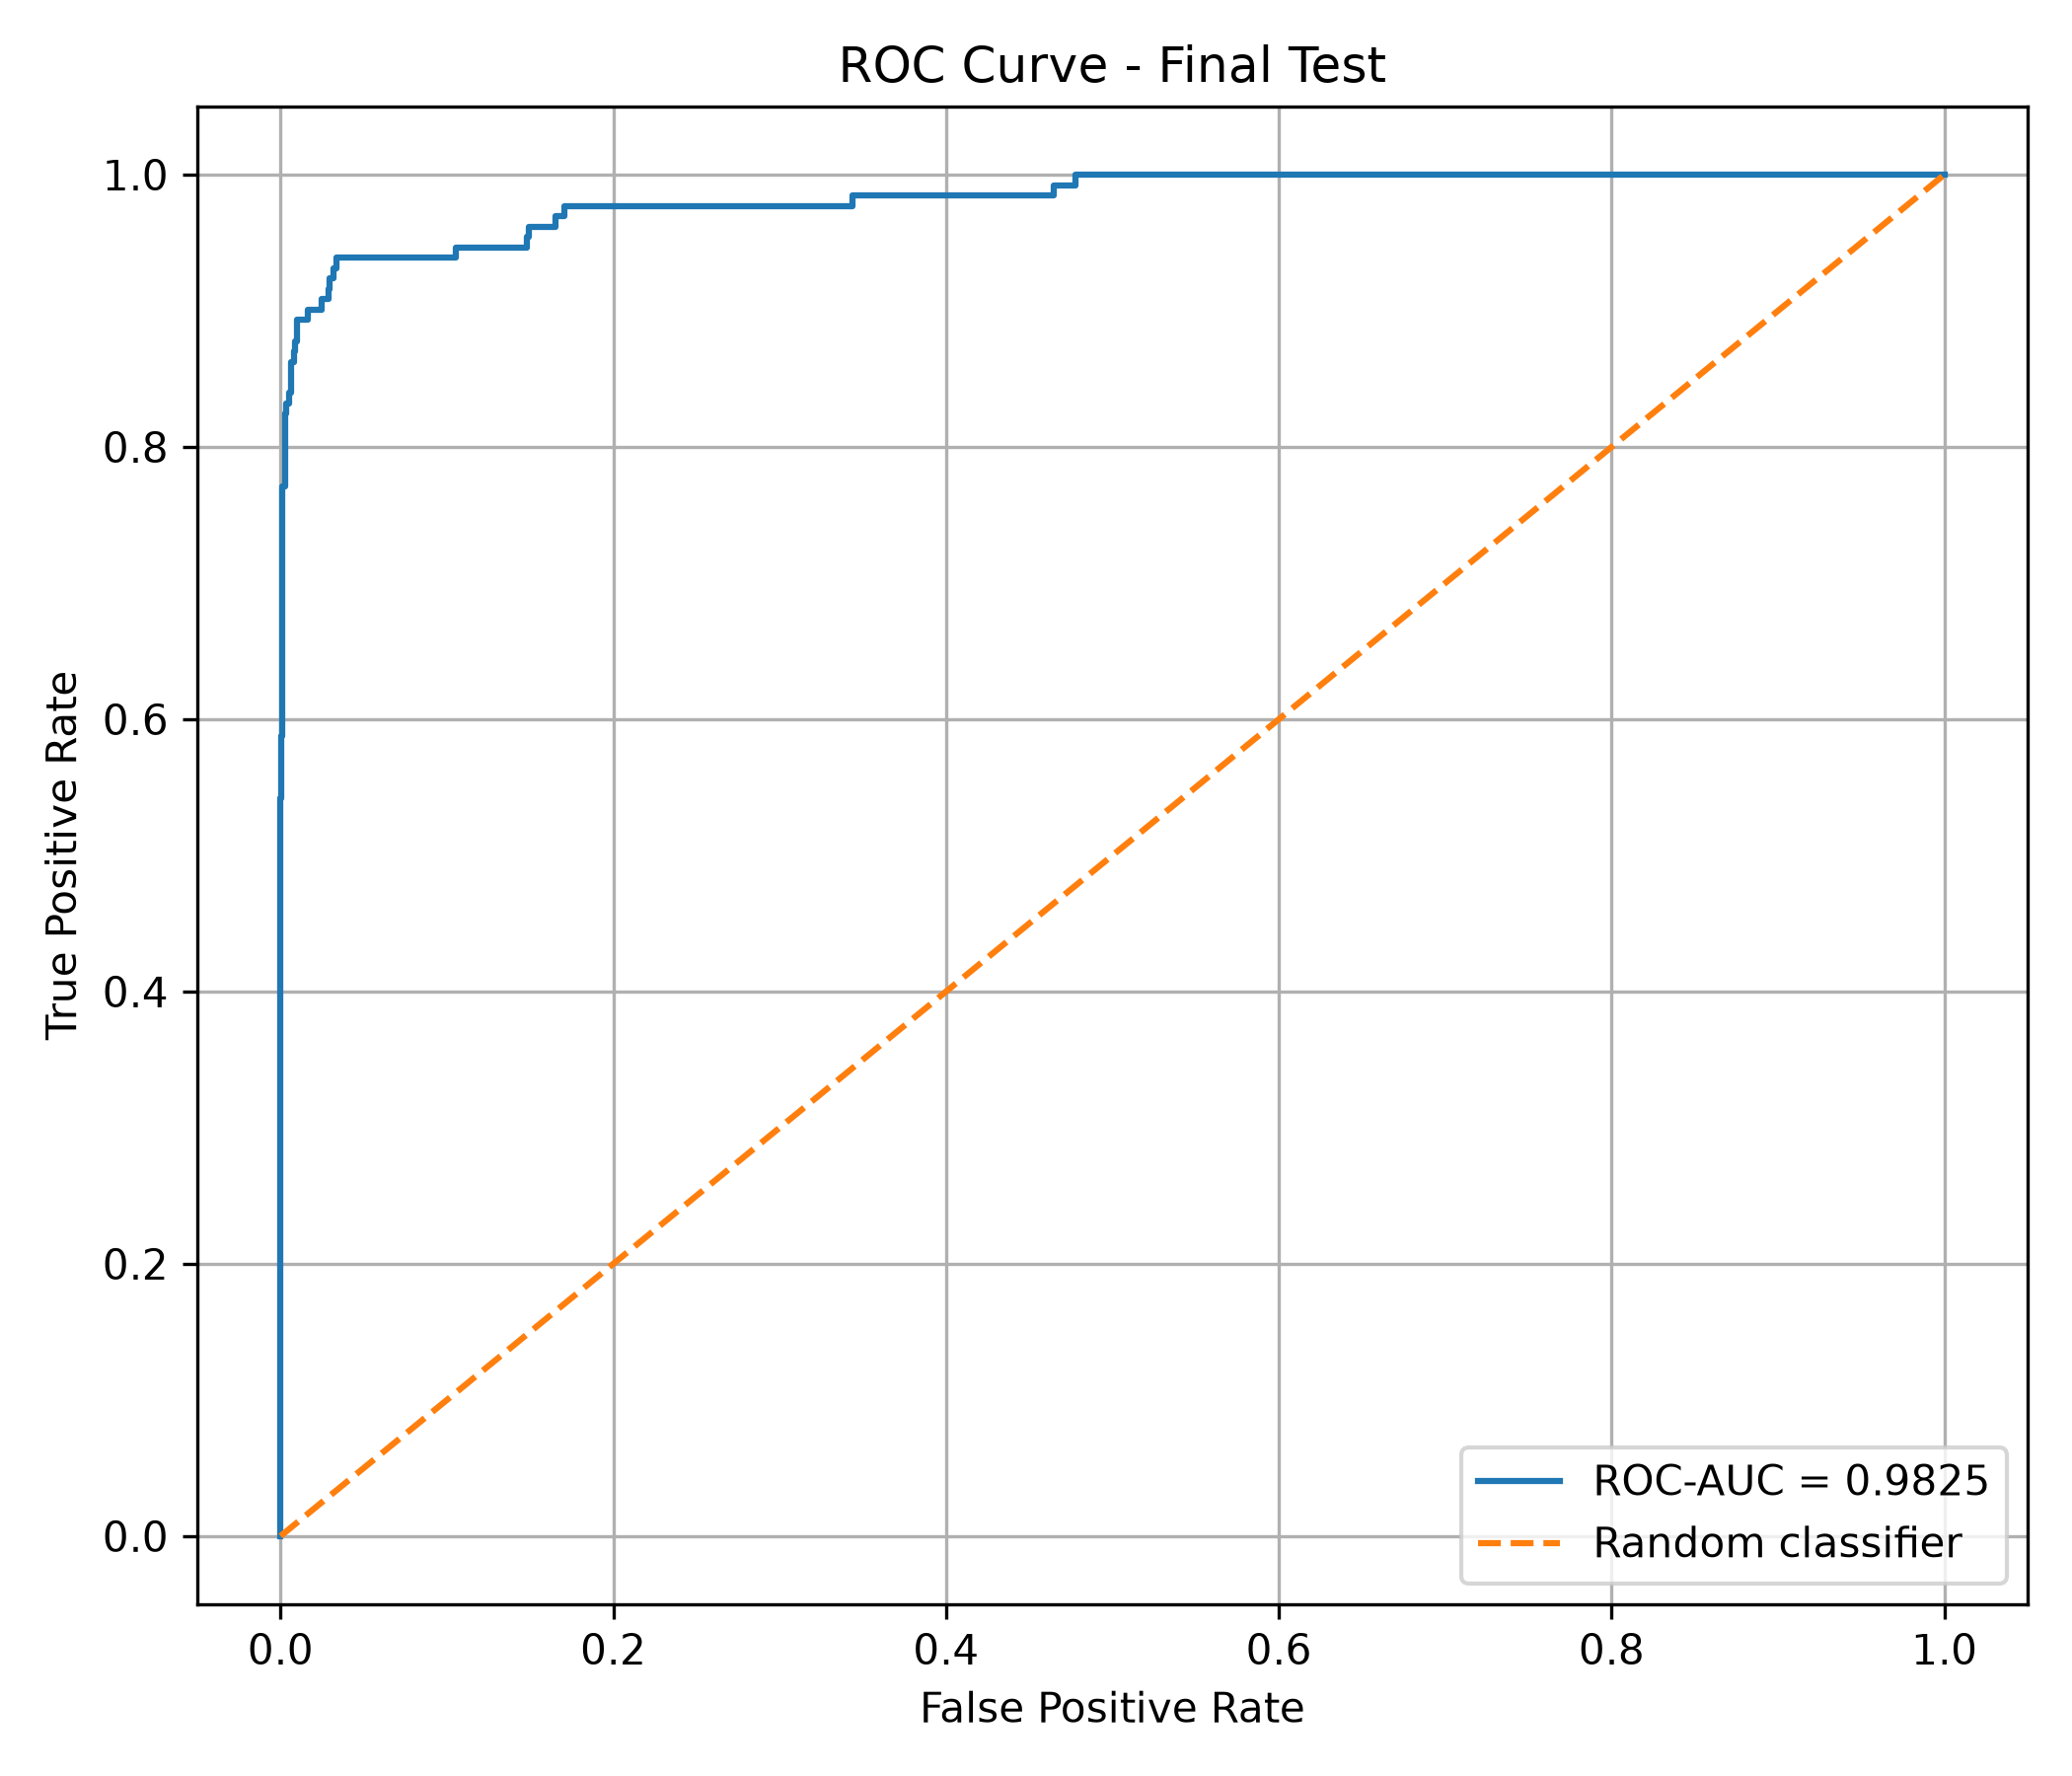 ROC Curve - Final Test
1.0
0.8
0.6
0.4
0.2
0.0
True Positive Rate
0.0 0.2 0.4 0.6 0.8 1.0
False Positive Rate
ROC-AUC = 0.9825
Random classifier